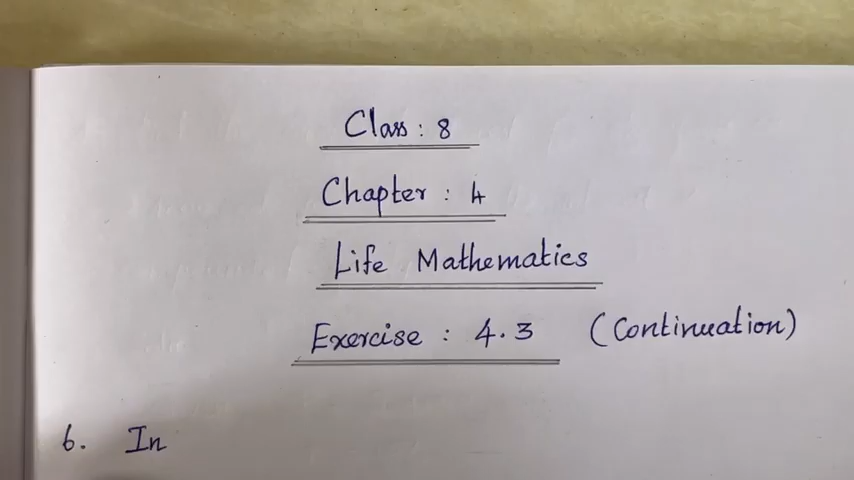 Class : 8
Chapter : 4
Life Mathematics
Exercise : 4.3 (Continuation)
6. In